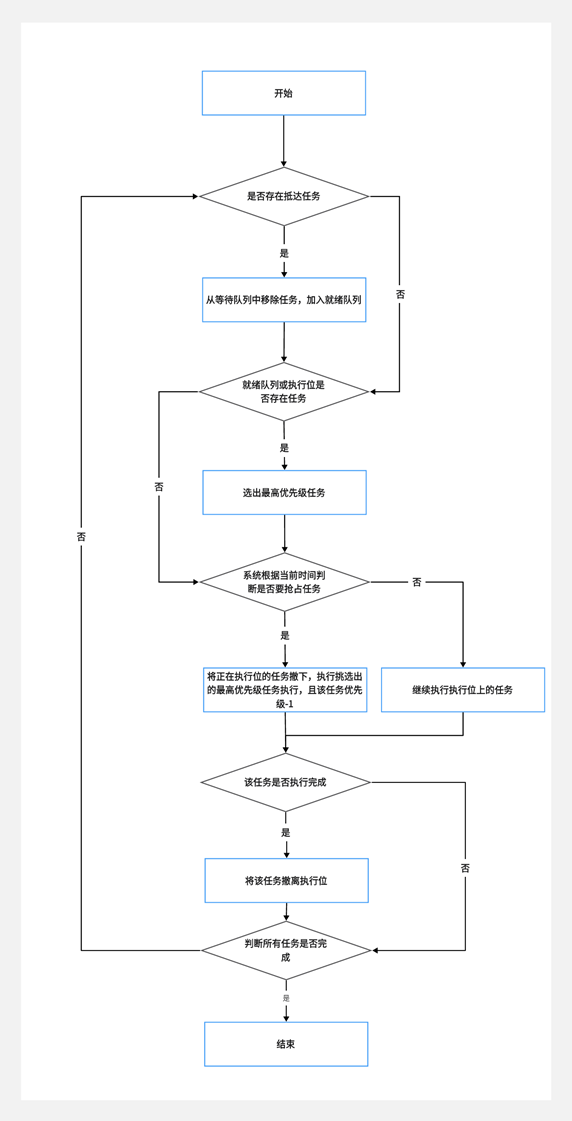 开始
是否存在抵达任务
是
从等待队列中移除任务，加入就绪队列
否
就绪队列或执行位是
否存在任务
是
选出最高优先级任务
否
否
系统根据当前时间判
断是否要抢占任务
否
是
将正在执行位的任务撤下，执行挑选出
的最高优先级任务执行，且该任务优先
级-1
继续执行执行位上的任务
该任务是否执行完成
是
否
将该任务撤离执行位
判断所有任务是否完
成
是
结束